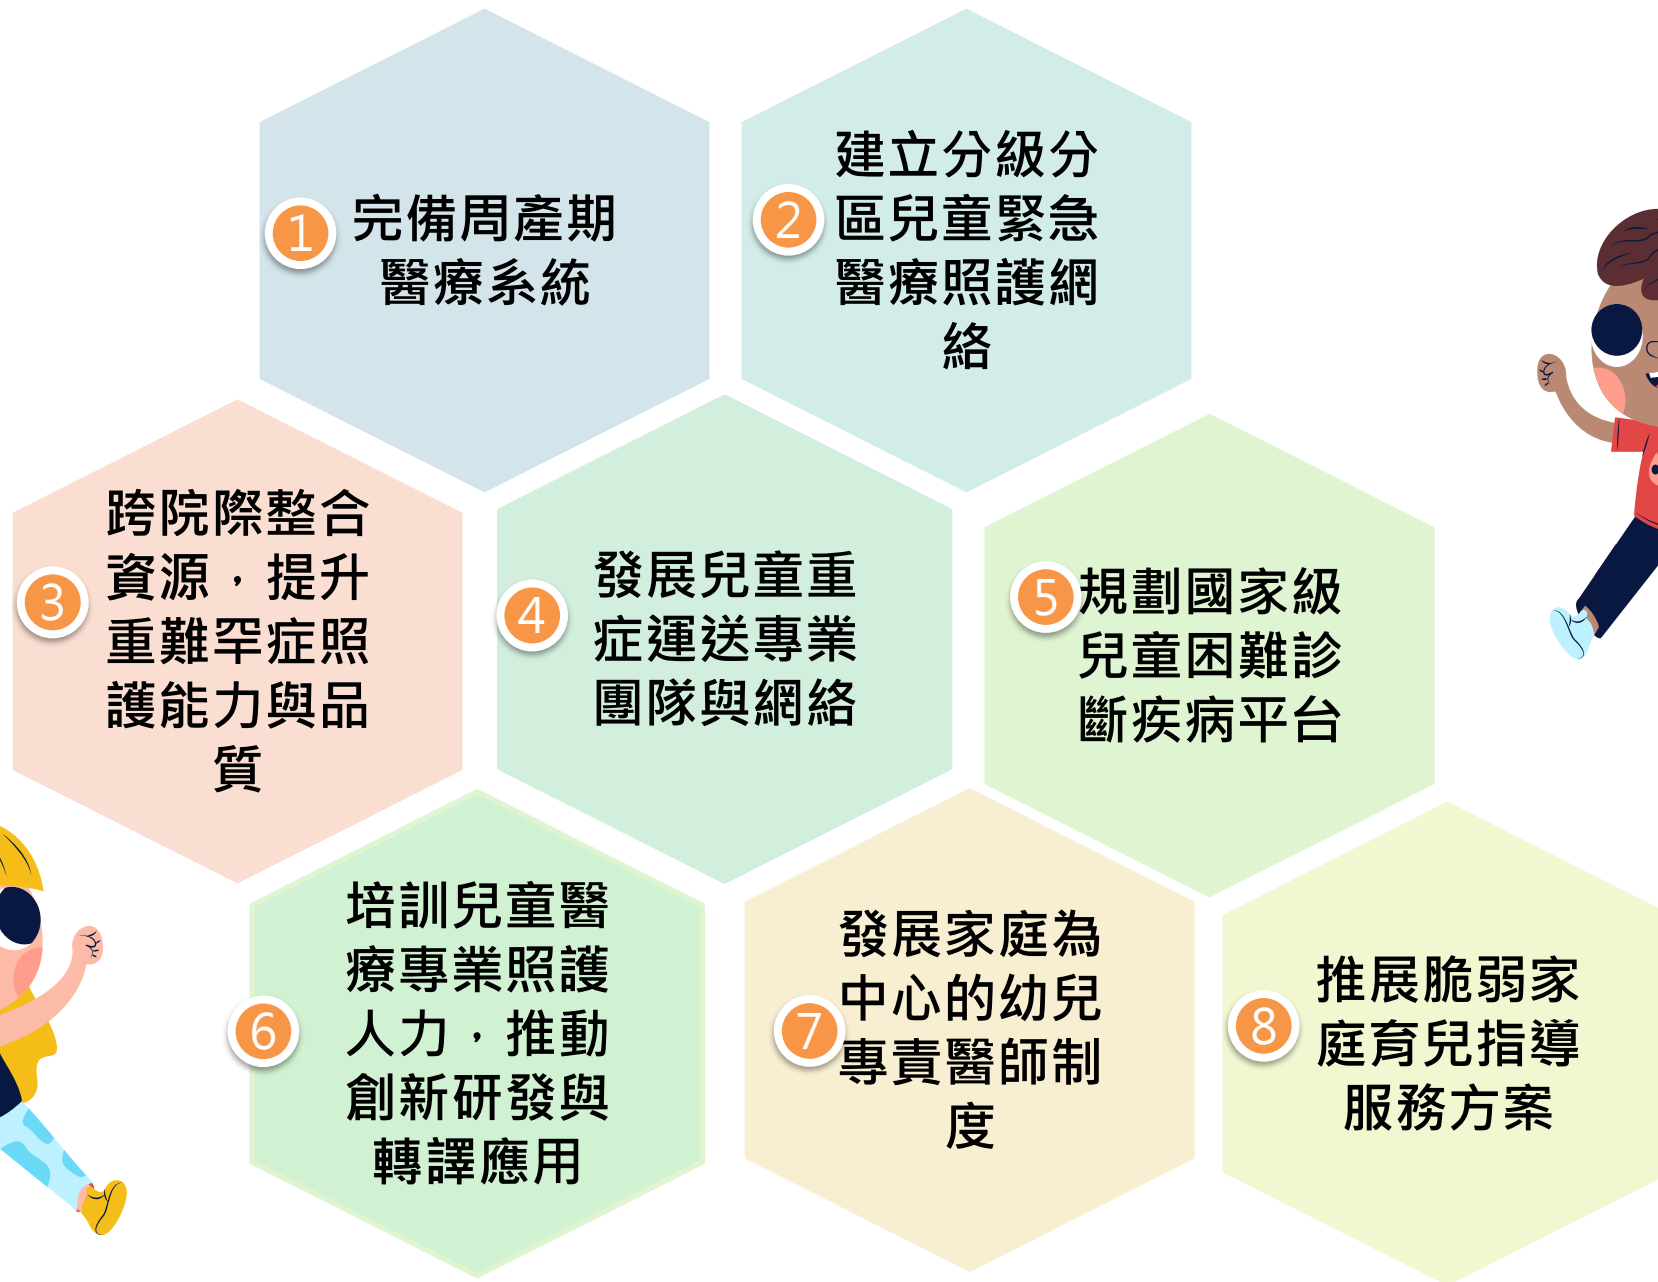 1
完備周產期
醫療系統
2
建立分級分
區兒童緊急
醫療照護網
絡
3
跨院際整合
資源，提升
重難罕症照
護能力與品
質
4
發展兒童重
症運送專業
團隊與網絡
5
規劃國家級
兒童困難診
斷疾病平台
6
培訓兒童醫
療專業照護
人力，推動
創新研發與
轉譯應用
7
發展家庭為
中心的幼兒
專責醫師制
度
8
推展脆弱家
庭育兒指導
服務方案